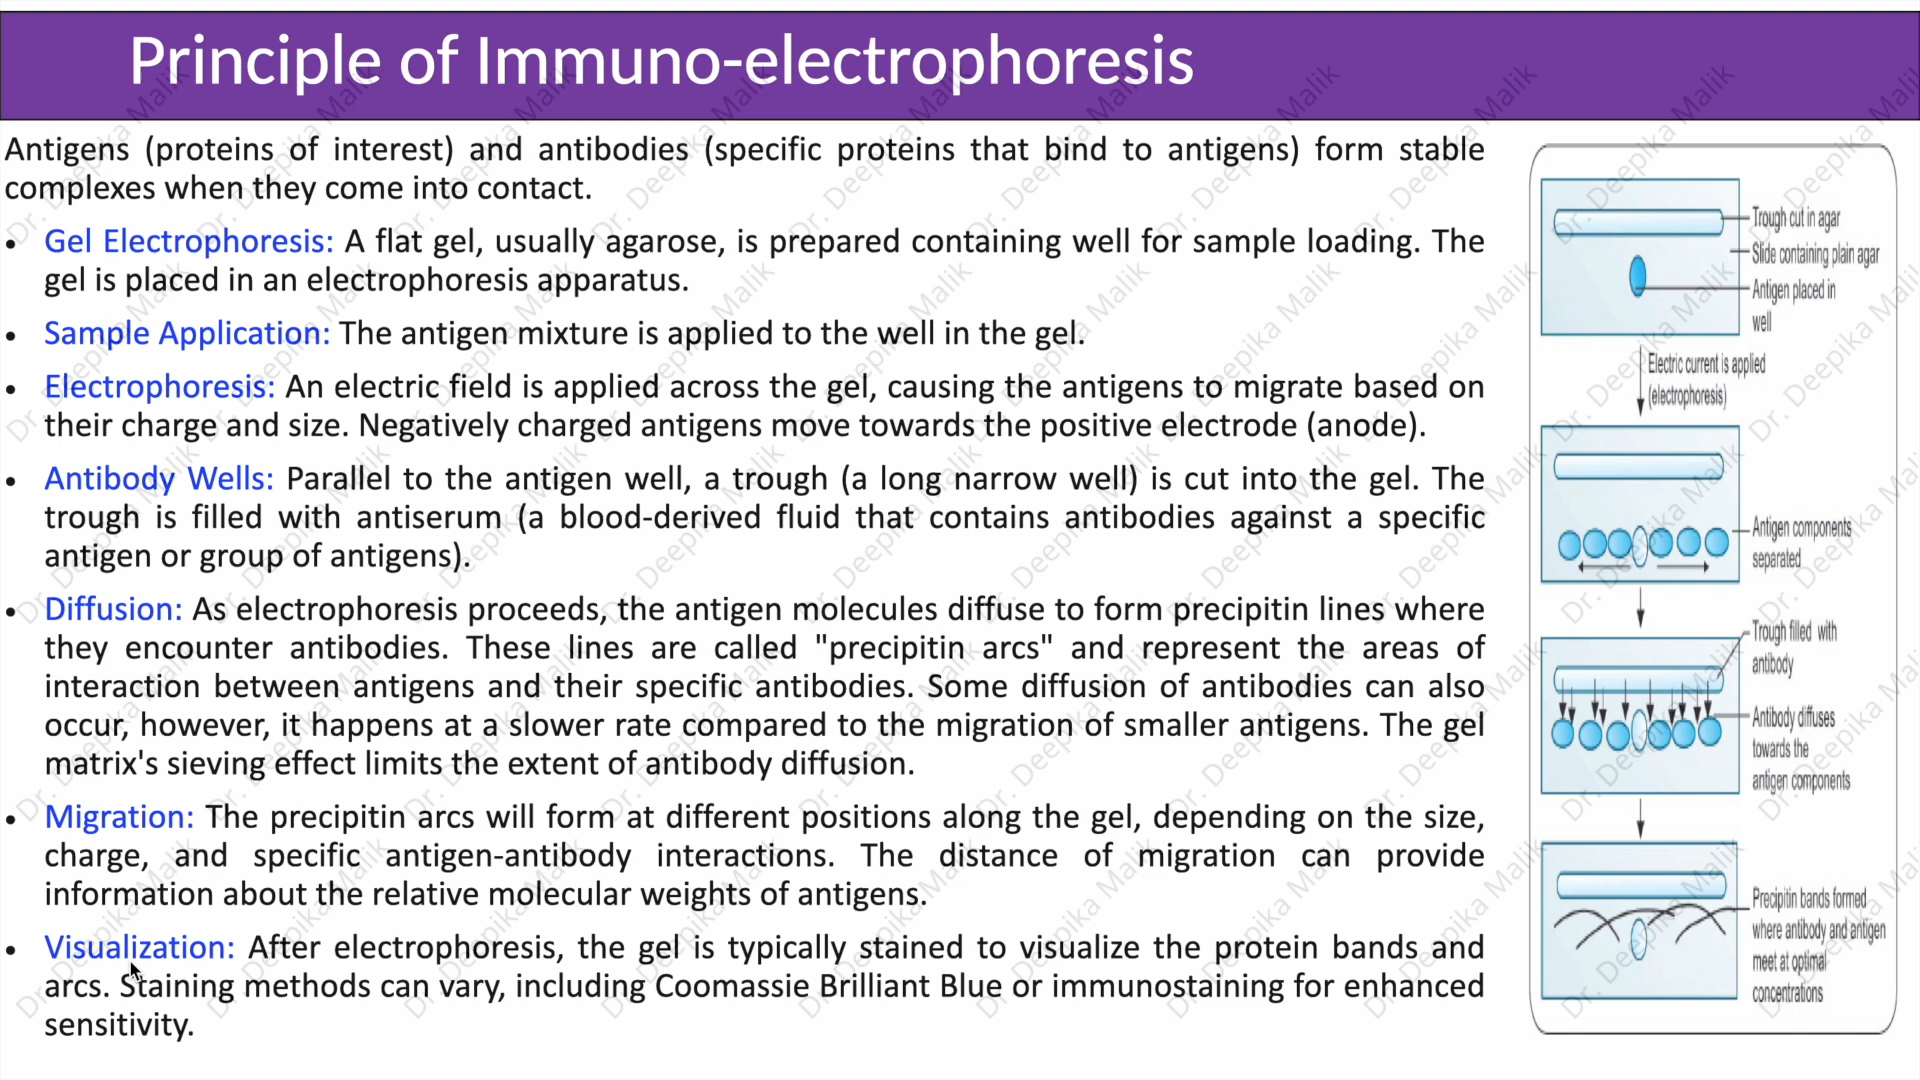 Principle of Immuno-electrophoresis
Antigens (proteins of interest) and antibodies (specific proteins that bind to antigens) form stable
complexes when they come into contact.
• Gel Electrophoresis: A flat gel, usually agarose, is prepared containing well for sample loading. The
gel is placed in an electrophoresis apparatus.
• Sample Application: The antigen mixture is applied to the well in the gel.
• Electrophoresis: An electric field is applied across the gel, causing the antigens to migrate based on
their charge and size. Negatively charged antigens move towards the positive electrode (anode).
• Antibody Wells: Parallel to the antigen well, a trough (a long narrow well) is cut into the gel. The
trough is filled with antiserum (a blood-derived fluid that contains antibodies against a specific
antigen or group of antigens).
• Diffusion: As electrophoresis proceeds, the antigen molecules diffuse to form precipitin lines where
they encounter antibodies. These lines are called "precipitin arcs" and represent the areas of
interaction between antigens and their specific antibodies. Some diffusion of antibodies can also
occur, however, it happens at a slower rate compared to the migration of smaller antigens. The gel
matrix's sieving effect limits the extent of antibody diffusion.
• Migration: The precipitin arcs will form at different positions along the gel, depending on the size,
charge, and specific antigen-antibody interactions. The distance of migration can provide
information about the relative molecular weights of antigens.
• Visualization: After electrophoresis, the gel is typically stained to visualize the protein bands and
arcs. Staining methods can vary, including Coomassie Brilliant Blue or immunostaining for enhanced
sensitivity.
Trough cut in agar
Slide containing plain agar
Antigen placed in
well
Electric current is applied
(electrophoresis)
Antigen components
separated
Trough filled with
antibody
Antibody diffuses
towards the
antigen components
Precipitin bands formed
where antibody and antigen
meet at optimal
concentrations
Dr. Deepika Malik